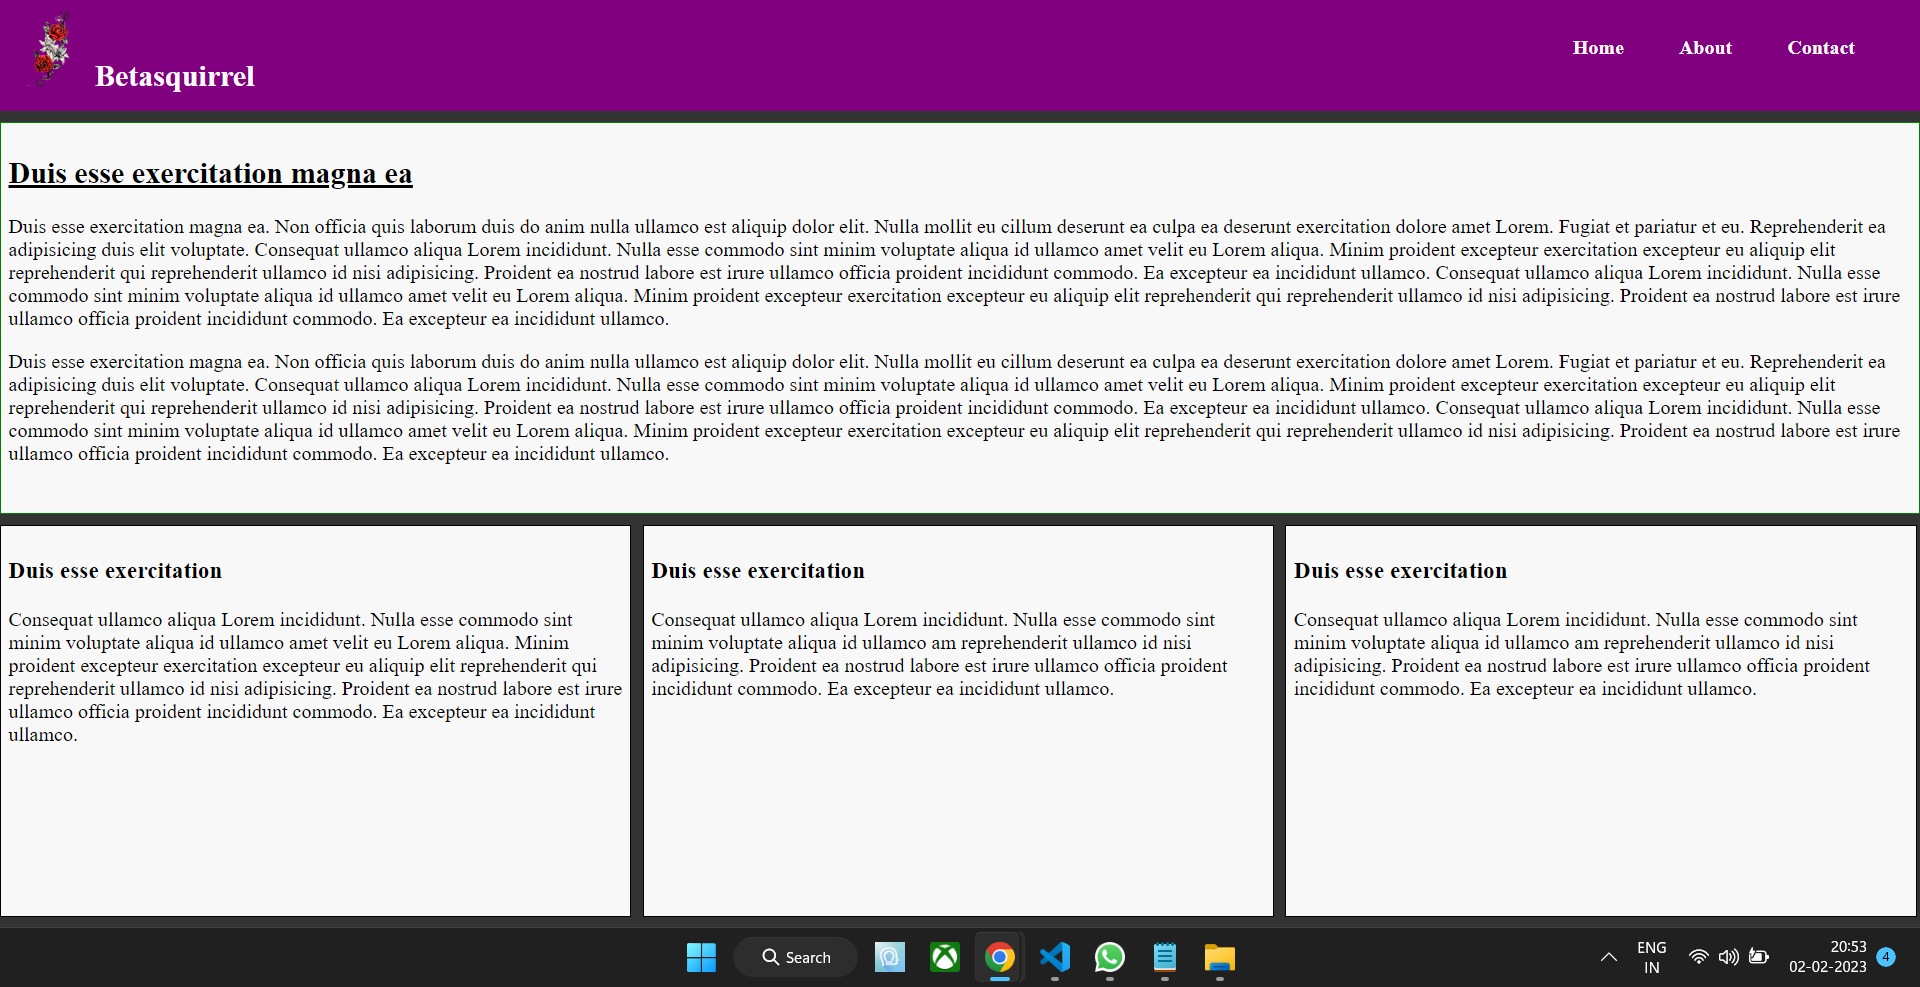 Betasquirrel
Home About Contact
Duis esse exercitation magna ea
Duis esse exercitation magna ea. Non officia quis laborum duis do anim nulla ullamco est aliquip dolor elit. Nulla mollit eu cillum deserunt ea culpa ea deserunt exercitation dolore amet Lorem. Fugiat et pariatur et eu. Reprehenderit ea
adipisicing duis elit voluptate. Consequat ullamco aliqua Lorem incididunt. Nulla esse commodo sint minim voluptate aliqua id ullamco amet velit eu Lorem aliqua. Minim proident excepteur exercitation excepteur eu aliquip elit
reprehenderit qui reprehenderit ullamco id nisi adipisicing. Proident ea nostrud labore est irure ullamco officia proident incididunt commodo. Ea excepteur ea incididunt ullamco. Consequat ullamco aliqua Lorem incididunt. Nulla esse
commodo sint minim voluptate aliqua id ullamco amet velit eu Lorem aliqua. Minim proident excepteur exercitation excepteur eu aliquip elit reprehenderit qui reprehenderit ullamco id nisi adipisicing. Proident ea nostrud labore est irure
ullamco officia proident incididunt commodo. Ea excepteur ea incididunt ullamco.
Duis esse exercitation magna ea. Non officia quis laborum duis do anim nulla ullamco est aliquip dolor elit. Nulla mollit eu cillum deserunt ea culpa ea deserunt exercitation dolore amet Lorem. Fugiat et pariatur et eu. Reprehenderit ea
adipisicing duis elit voluptate. Consequat ullamco aliqua Lorem incididunt. Nulla esse commodo sint minim voluptate aliqua id ullamco amet velit eu Lorem aliqua. Minim proident excepteur exercitation excepteur eu aliquip elit
reprehenderit qui reprehenderit ullamco id nisi adipisicing. Proident ea nostrud labore est irure ullamco officia proident incididunt commodo. Ea excepteur ea incididunt ullamco. Consequat ullamco aliqua Lorem incididunt. Nulla esse
commodo sint minim voluptate aliqua id ullamco amet velit eu Lorem aliqua. Minim proident excepteur exercitation excepteur eu aliquip elit reprehenderit qui reprehenderit ullamco id nisi adipisicing. Proident ea nostrud labore est irure
ullamco officia proident incididunt commodo. Ea excepteur ea incididunt ullamco.
Duis esse exercitation
Consequat ullamco aliqua Lorem incididunt. Nulla esse commodo sint
minim voluptate aliqua id ullamco amet velit eu Lorem aliqua. Minim
proident excepteur exercitation excepteur eu aliquip elit reprehenderit qui
reprehenderit ullamco id nisi adipisicing. Proident ea nostrud labore est irure
ullamco officia proident incididunt commodo. Ea excepteur ea incididunt
ullamco.
Duis esse exercitation
Consequat ullamco aliqua Lorem incididunt. Nulla esse commodo sint
minim voluptate aliqua id ullamco am reprehenderit ullamco id nisi
adipisicing. Proident ea nostrud labore est irure ullamco officia proident
incididunt commodo. Ea excepteur ea incididunt ullamco.
Duis esse exercitation
Consequat ullamco aliqua Lorem incididunt. Nulla esse commodo sint
minim voluptate aliqua id ullamco am reprehenderit ullamco id nisi
adipisicing. Proident ea nostrud labore est irure ullamco officia proident
incididunt commodo. Ea excepteur ea incididunt ullamco.
Search
ENG
IN
20:53
02-02-2023
4